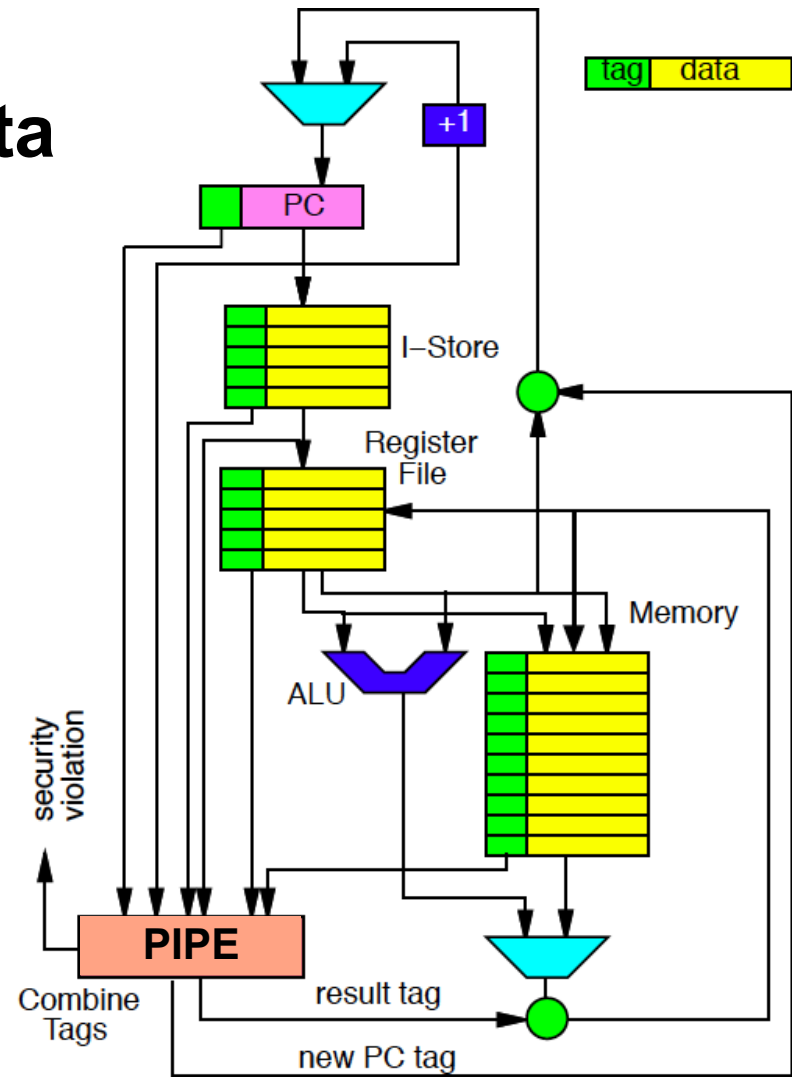 tag data
ta
+1
PC
I–Store
Register
File
Memory
ALU
security
violation
PIPE
Combine
Tags
result tag
new PC tag